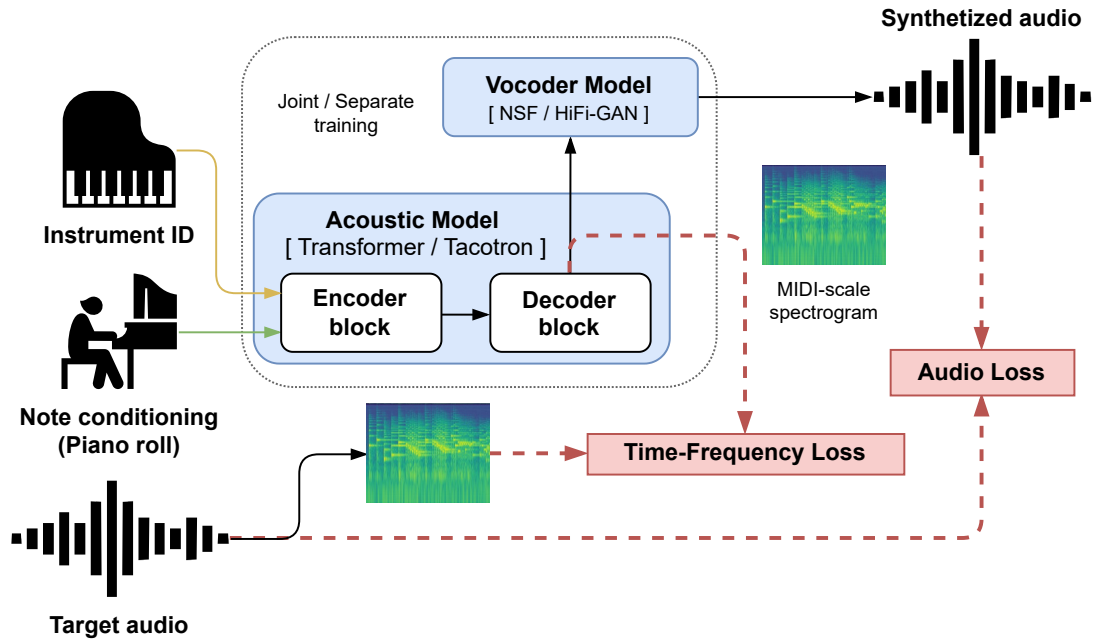 Synthetized audio
Vocoder Model
[ NSF / HiFi-GAN ]
Joint / Separate
training
Acoustic Model
[ Transformer / Tacotron ]
Instrument ID
Encoder
block
Decoder
block
MIDI-scale
spectrogram
Note conditioning
(Piano roll)
Audio Loss
Time-Frequency Loss
Target audio